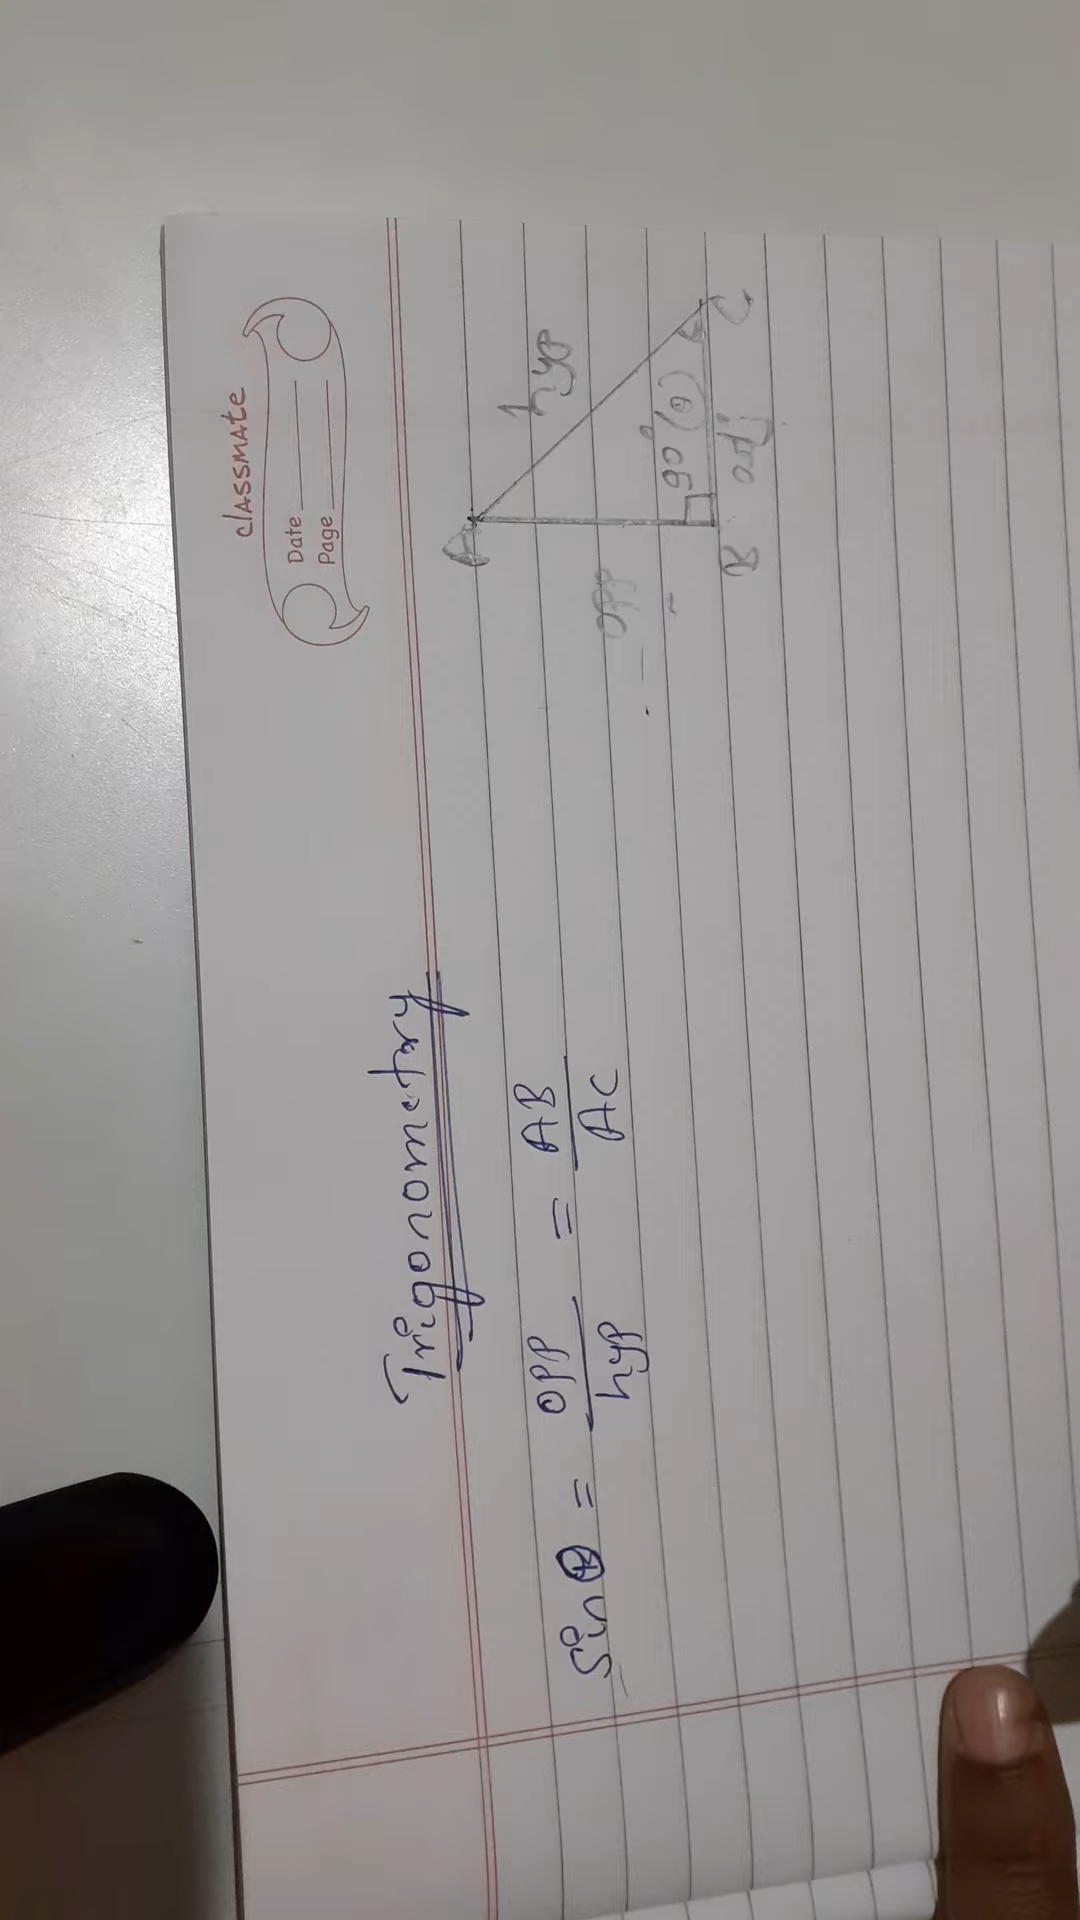 classmate
Date
Page
Trigonometry
Sinθ = opp/hyp = AB/AC
A
hyp
opp
90° (θ)
B
adj
C